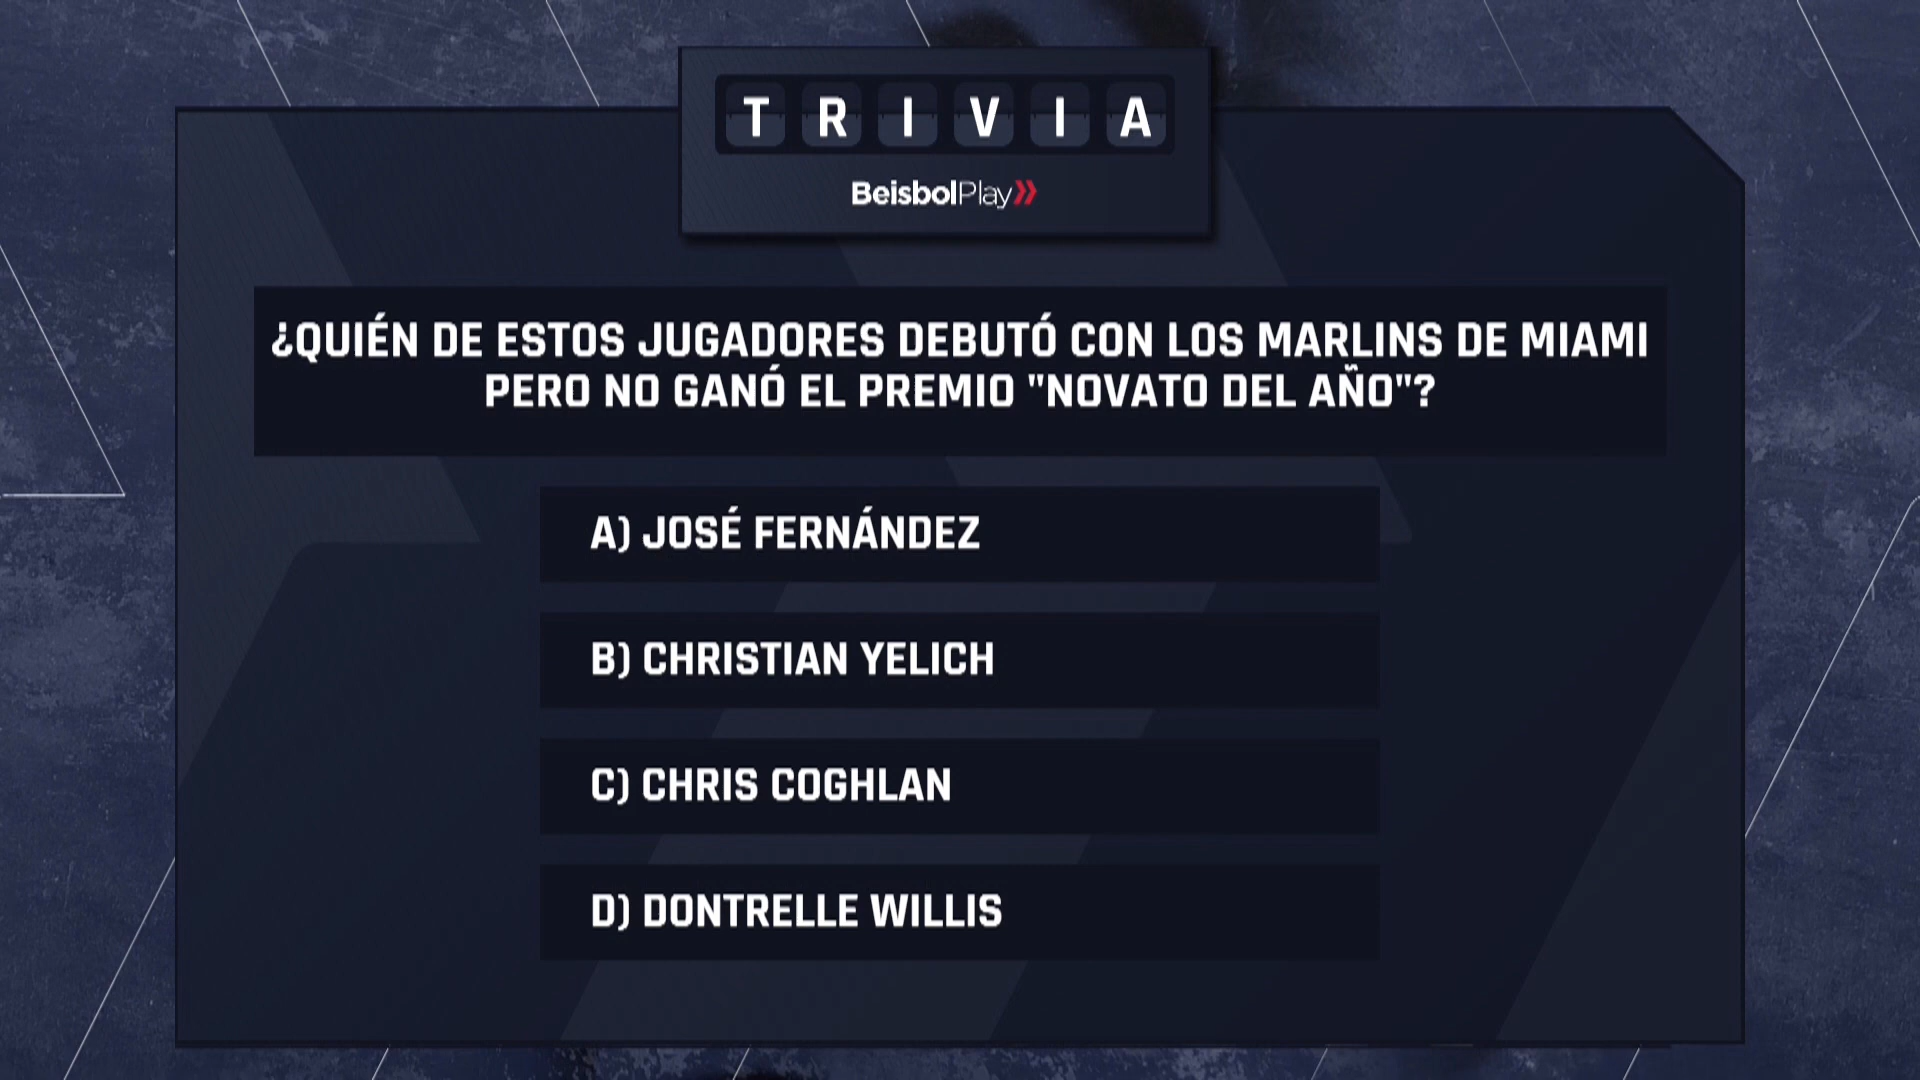 TRIVIA
BeisbolPlay
¿QUIÉN DE ESTOS JUGADORES DEBUTÓ CON LOS MARLINS DE MIAMI
PERO NO GANÓ EL PREMIO "NOVATO DEL AÑO"?
A) JOSÉ FERNÁNDEZ
B) CHRISTIAN YELICH
C) CHRIS COGHLAN
D) DONTRELLE WILLIS